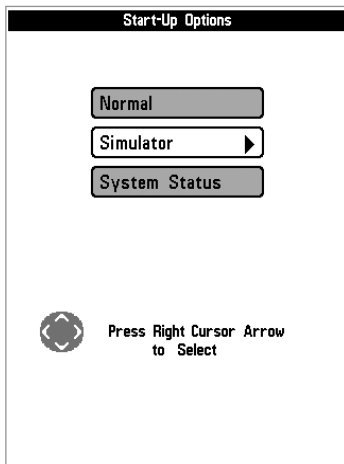 Start-Up Options
Normal
Simulator
System Status
Press Right Cursor Arrow
to Select